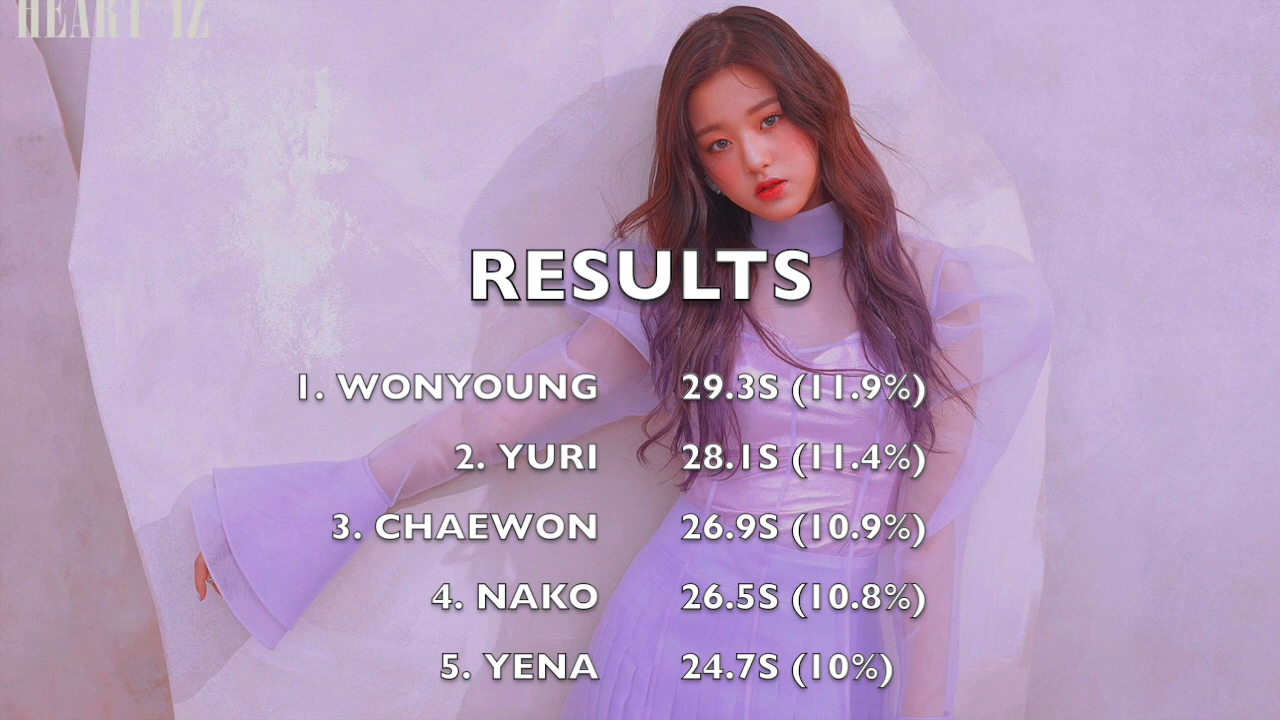 HEART*IZ
RESULTS
1. WONYOUNG 29.3S (11.9%)
2. YURI 28.1S (11.4%)
3. CHAEWON 26.9S (10.9%)
4. NAKO 26.5S (10.8%)
5. YENA 24.7S (10%)